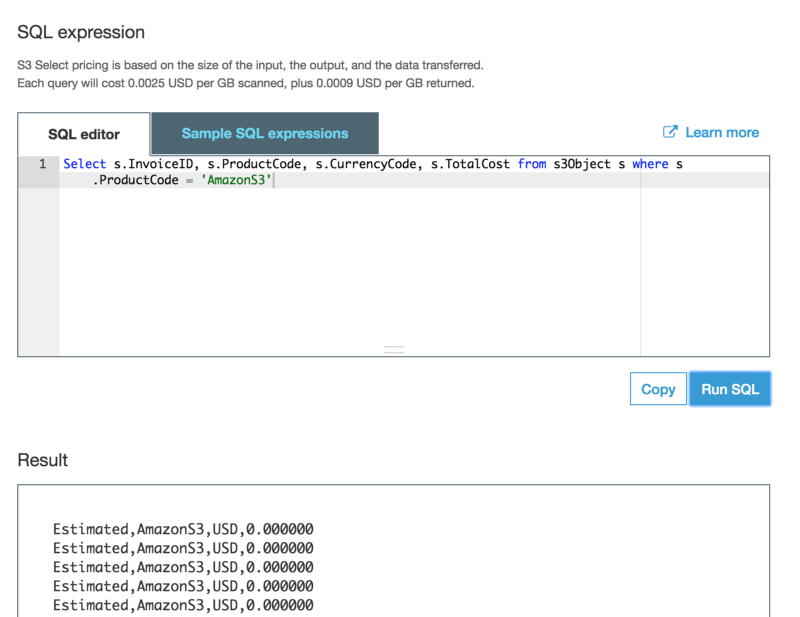 SQL expression
S3 Select pricing is based on the size of the input, the output, and the data transferred.
Each query will cost 0.0025 USD per GB scanned, plus 0.0009 USD per GB returned.
SQL editor
Sample SQL expressions
Learn more
1 Select s.InvoiceID, s.ProductCode, s.CurrencyCode, s.TotalCost from s3Object s where s
.ProductCode = 'AmazonS3'
Copy
Run SQL
Result
Estimated,AmazonS3,USD,0.000000
Estimated,AmazonS3,USD,0.000000
Estimated,AmazonS3,USD,0.000000
Estimated,AmazonS3,USD,0.000000
Estimated,AmazonS3,USD,0.000000